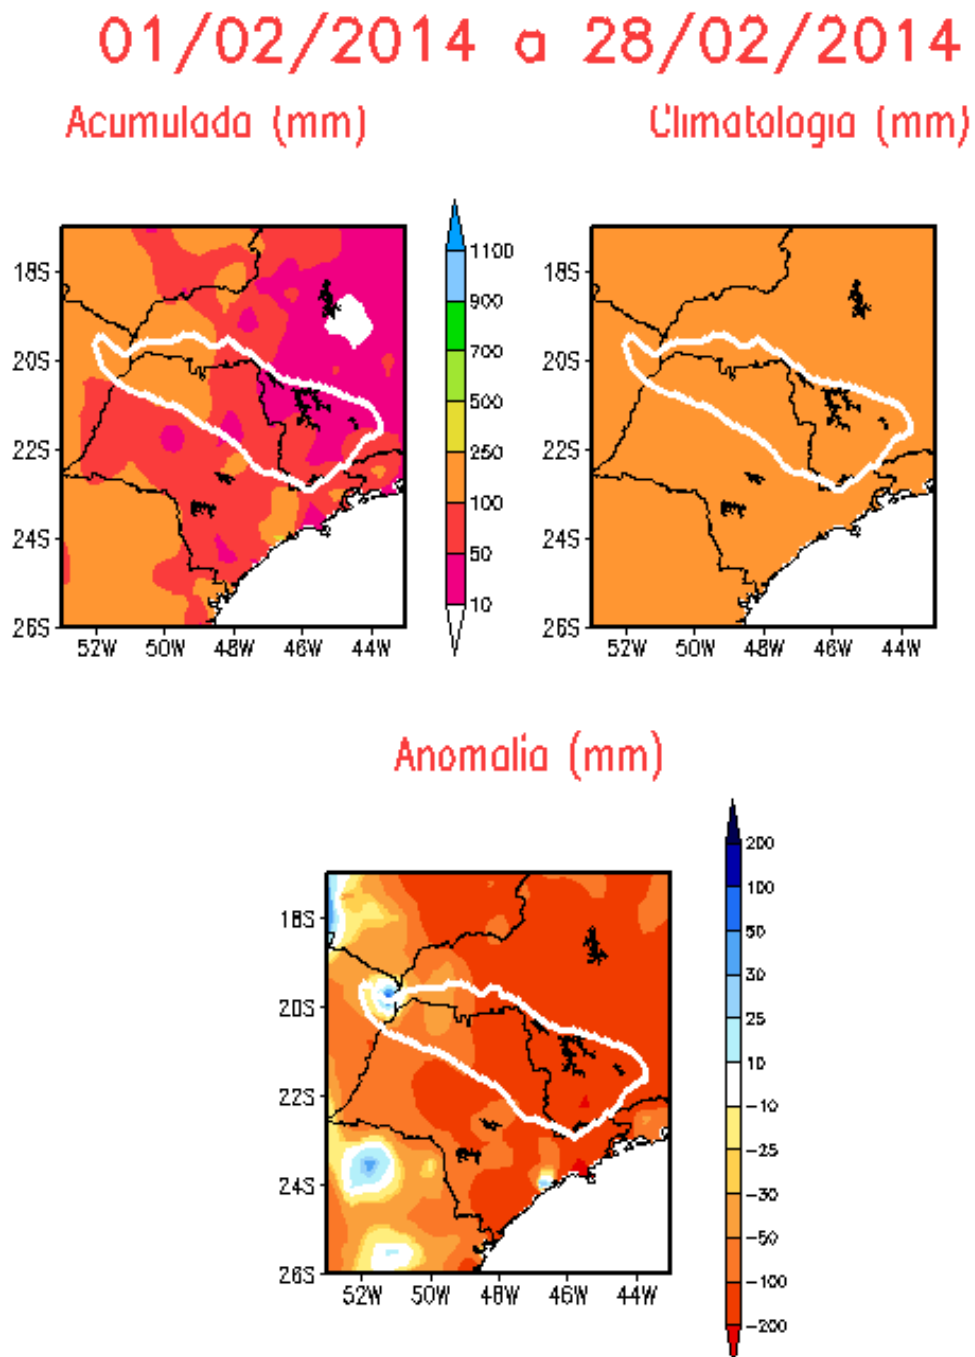 01/02/2014 a 28/02/2014
Acumulada (mm)
Climatologia (mm)
18S
20S
22S
24S
26S
52W 50W 48W 46W 44W
1100
900
700
500
250
100
50
10
18S
20S
22S
24S
26S
52W 50W 48W 46W 44W
Anomalia (mm)
18S
20S
22S
24S
26S
52W 50W 48W 46W 44W
200
100
50
30
25
10
-10
-25
-30
-50
-100
-200